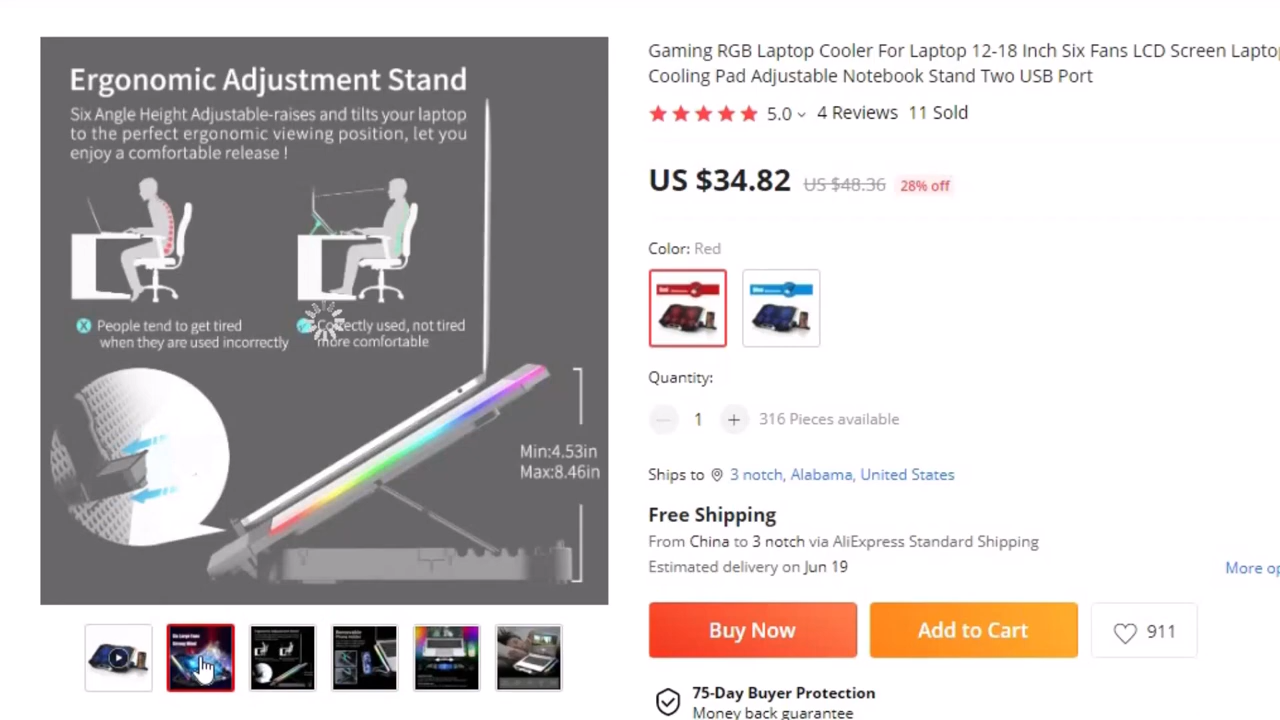 Ergonomic Adjustment Stand
Six Angle Height Adjustable-raises and tilts your laptop
to the perfect ergonomic viewing position, let you
enjoy a comfortable release !
X People tend to get tired
when they are used incorrectly
Correctly used, not tired
more comfortable
Min:4.53in
Max:8.46in
Gaming RGB Laptop Cooler For Laptop 12-18 Inch Six Fans LCD Screen Laptop
Cooling Pad Adjustable Notebook Stand Two USB Port
5.0 4 Reviews 11 Sold
US $34.82 US $48.36 28% off
Color: Red
Quantity:
1 + 316 Pieces available
Ships to 3 notch, Alabama, United States
Free Shipping
From China to 3 notch via AliExpress Standard Shipping
Estimated delivery on Jun 19
More op
Buy Now
Add to Cart
911
75-Day Buyer Protection
Money back guarantee